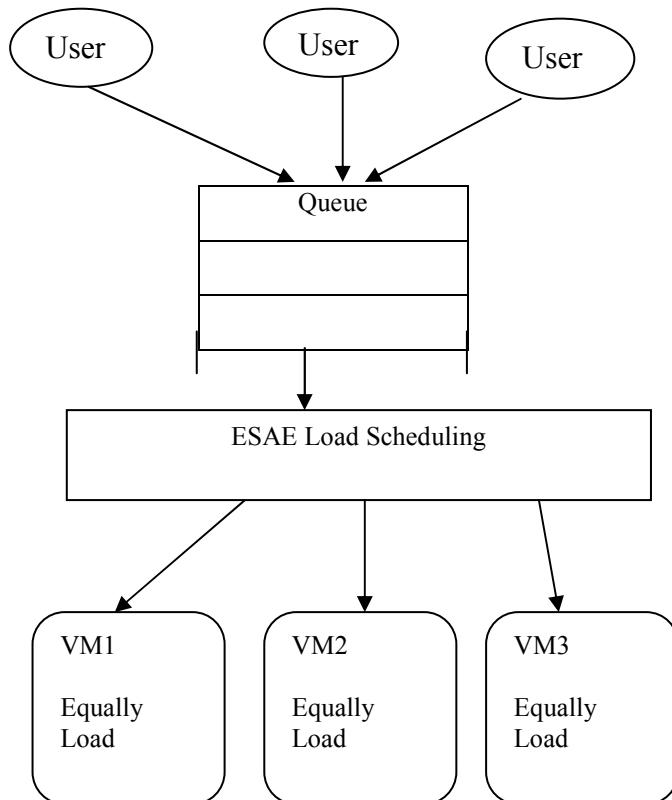 User
User
User
Queue
ESAE Load Scheduling
VM1
Equally
Load
VM2
Equally
Load
VM3
Equally
Load